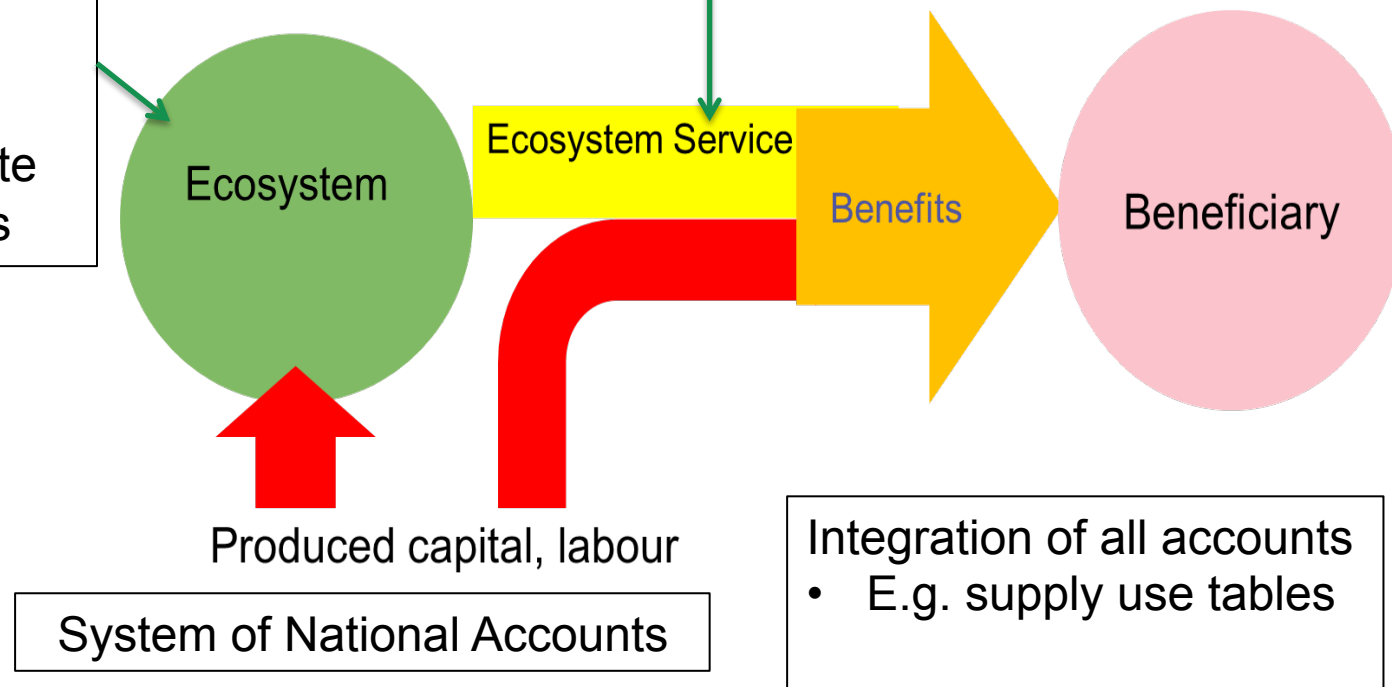 Ecosystem Service
Ecosystem
Benefits
Beneficiary
Produced capital, labour
System of National Accounts
Integration of all accounts
• E.g. supply use tables